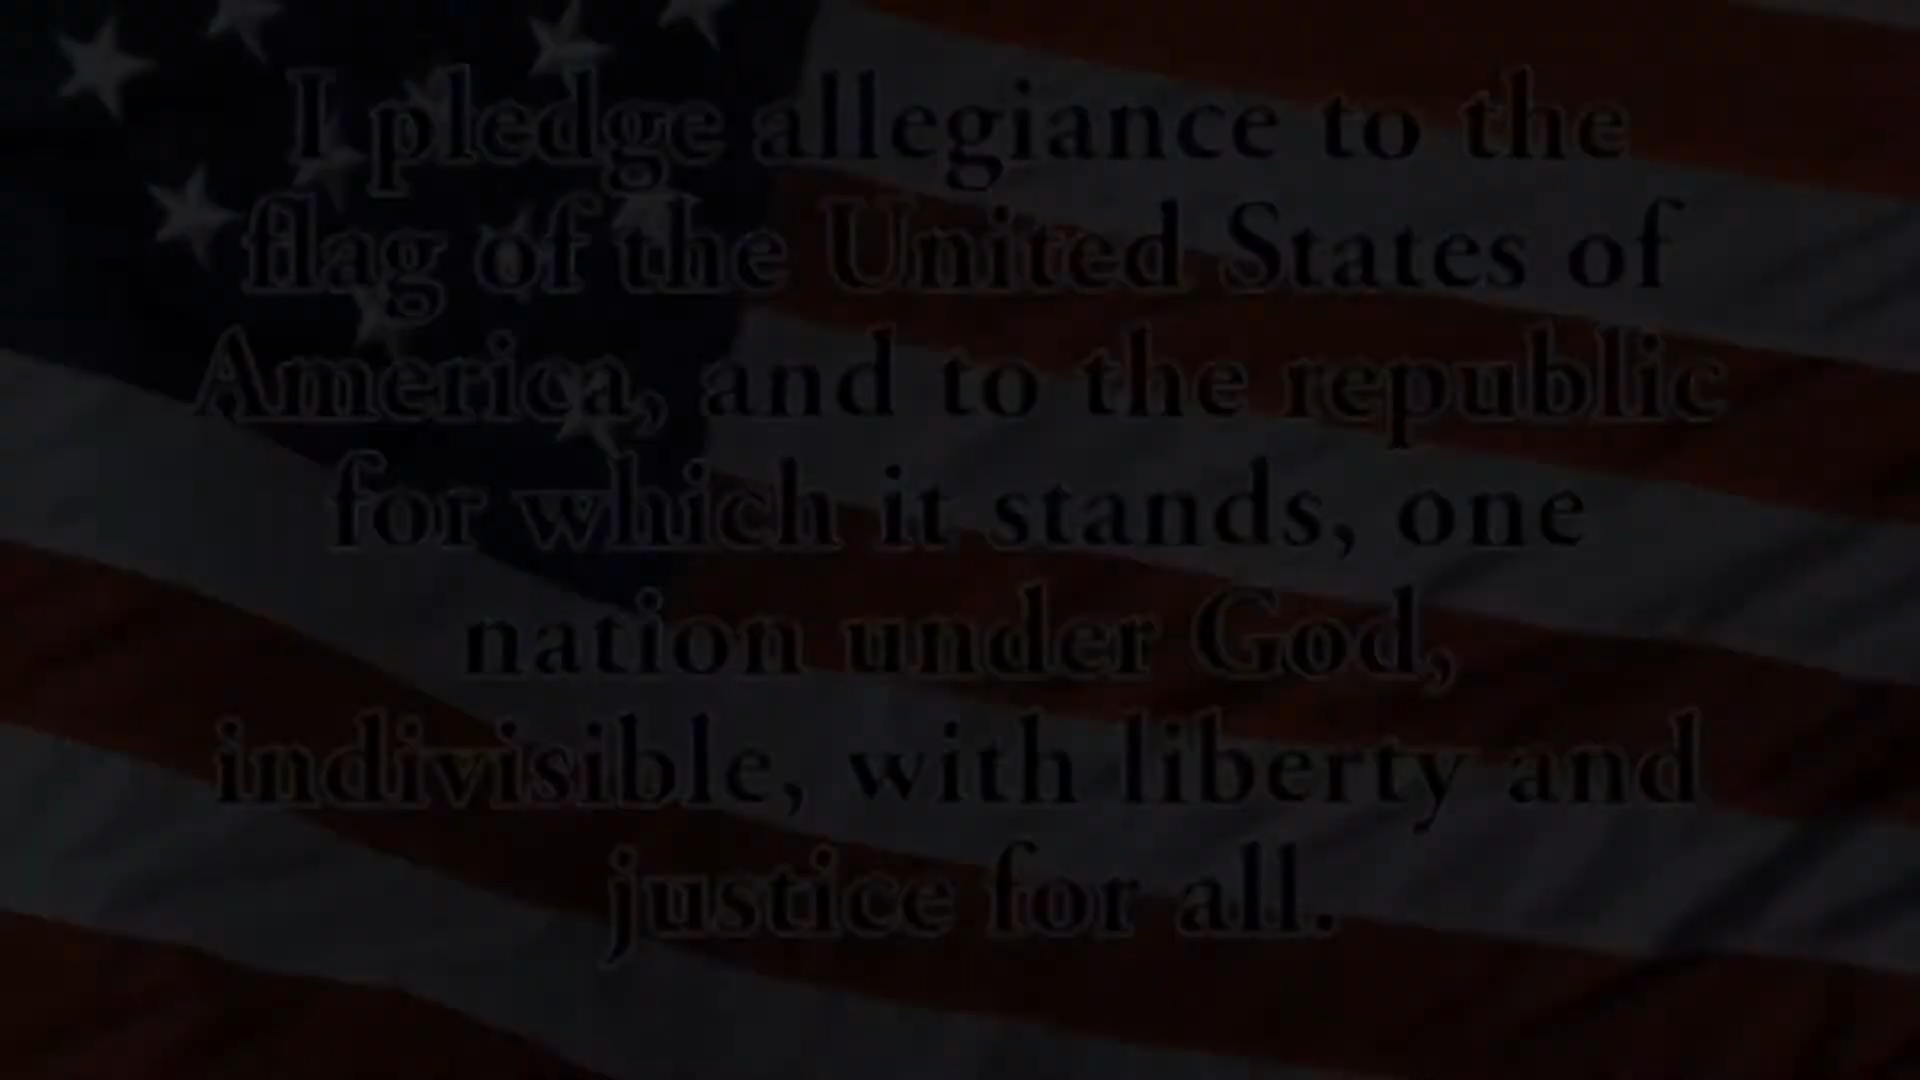 I pledge allegiance to the
flag of the United States of
America, and to the republic
for which it stands, one
nation under God,
indivisible, with liberty and
justice for all.